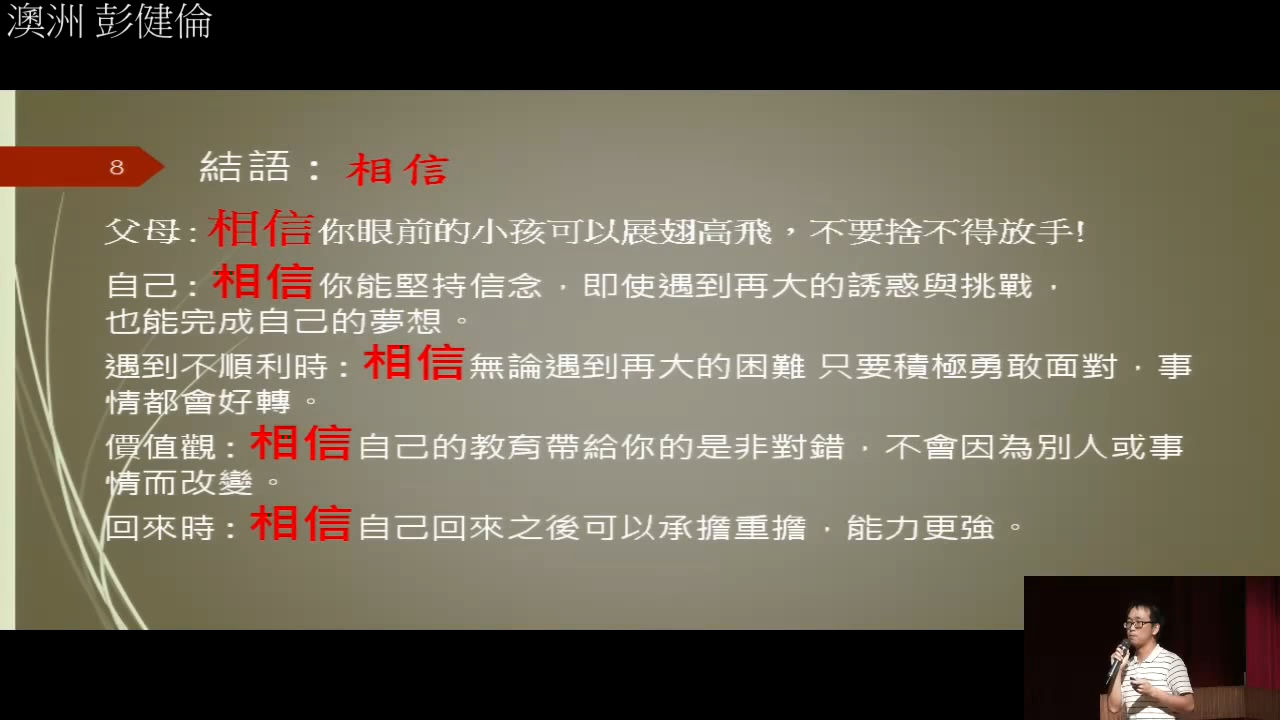 澳洲 彭健倫
8
結語：相信
父母：相信你眼前的小孩可以展翅高飛，不要捨不得放手!
自己：相信你能堅持信念，即使遇到再大的誘惑與挑戰，
也能完成自己的夢想。
遇到不順利時：相信無論遇到再大的困難 只要積極勇敢面對，事
情都會好轉。
價值觀：相信自己的教育帶給你的是非對錯，不會因為別人或事
情而改變。
回來時：相信自己回來之後可以承擔重擔，能力更強。